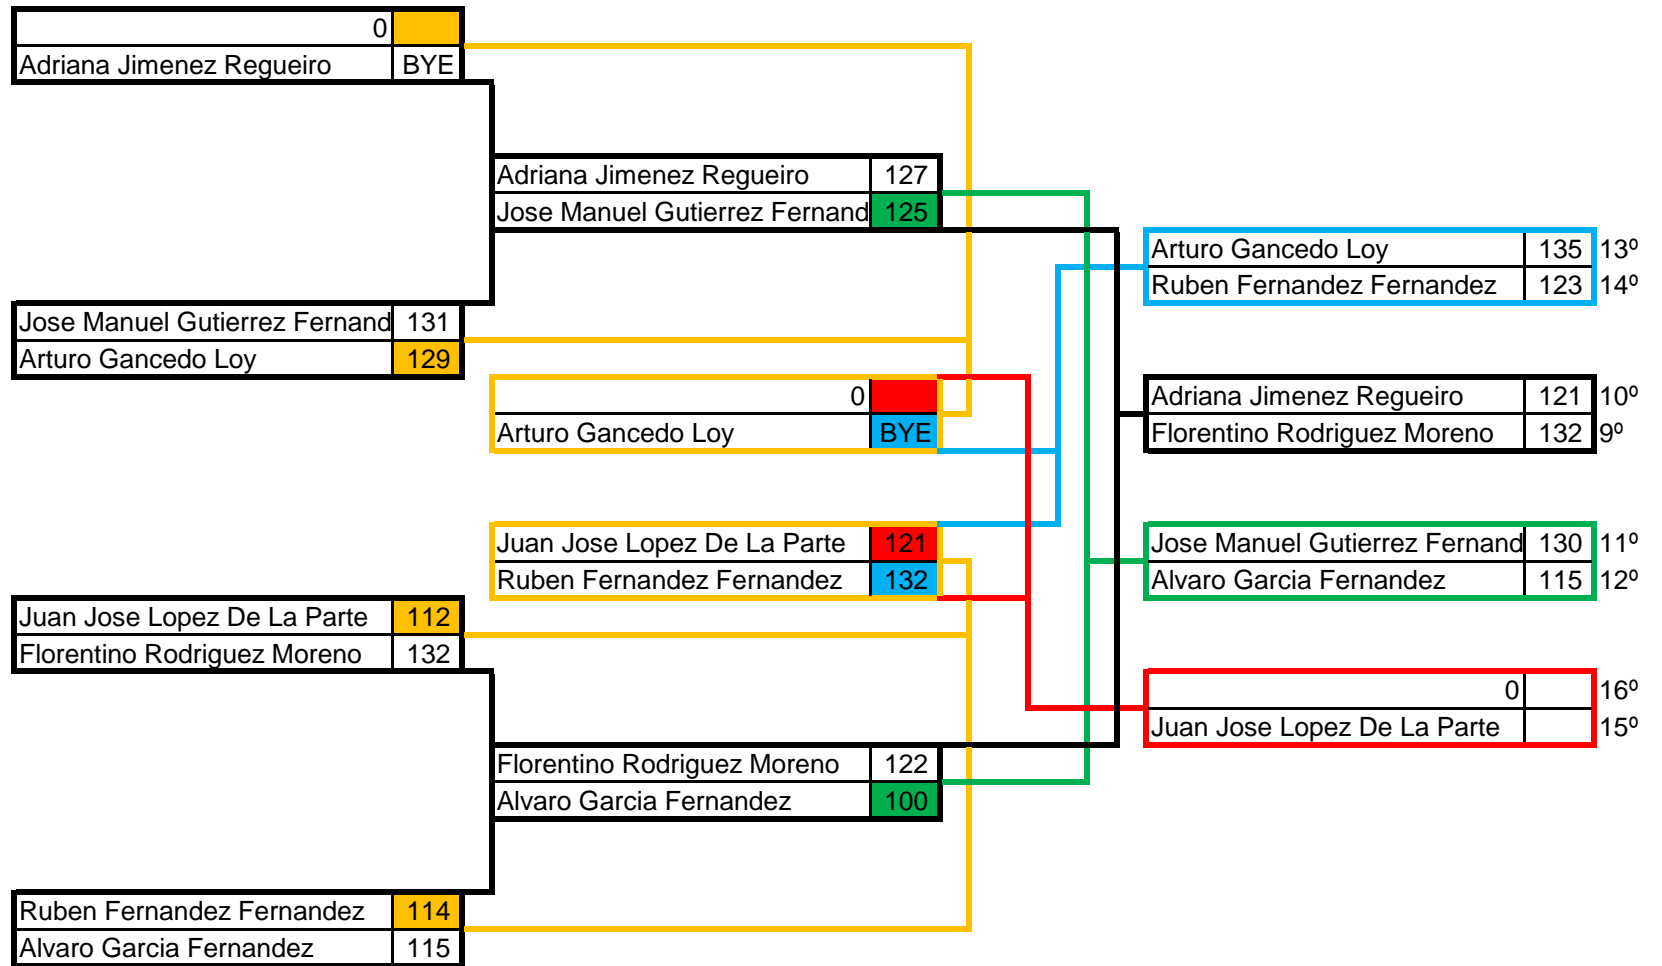 0
Adriana Jimenez Regueiro BYE
Adriana Jimenez Regueiro 127
Jose Manuel Gutierrez Fernand 125
Arturo Gancedo Loy 135 13º
Ruben Fernandez Fernandez 123 14º
Jose Manuel Gutierrez Fernand 131
Arturo Gancedo Loy 129
0
Arturo Gancedo Loy BYE
Adriana Jimenez Regueiro 121 10º
Florentino Rodriguez Moreno 132 9º
Juan Jose Lopez De La Parte 121
Ruben Fernandez Fernandez 132
Jose Manuel Gutierrez Fernand 130 11º
Alvaro Garcia Fernandez 115 12º
Juan Jose Lopez De La Parte 112
Florentino Rodriguez Moreno 132
0 16º
Juan Jose Lopez De La Parte 15º
Florentino Rodriguez Moreno 122
Alvaro Garcia Fernandez 100
Ruben Fernandez Fernandez 114
Alvaro Garcia Fernandez 115